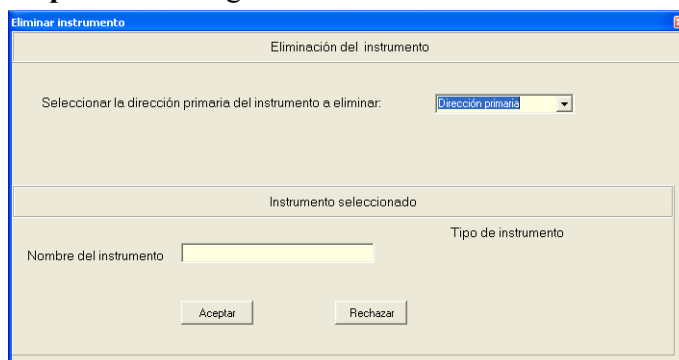 Eliminar instrumento
Eliminación del instrumento
Seleccionar la dirección primaria del instrumento a eliminar:
Dirección primaria
Instrumento seleccionado
Tipo de instrumento
Nombre del instrumento
Aceptar
Rechazar